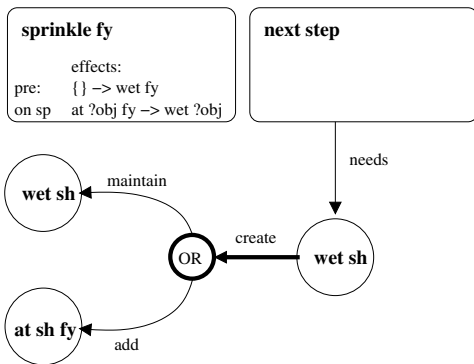 sprinkle fy
effects:
pre: {} −> wet fy
on sp at ?obj fy −> wet ?obj
next step
needs
maintain
wet sh
create
OR
wet sh
at sh fy
add